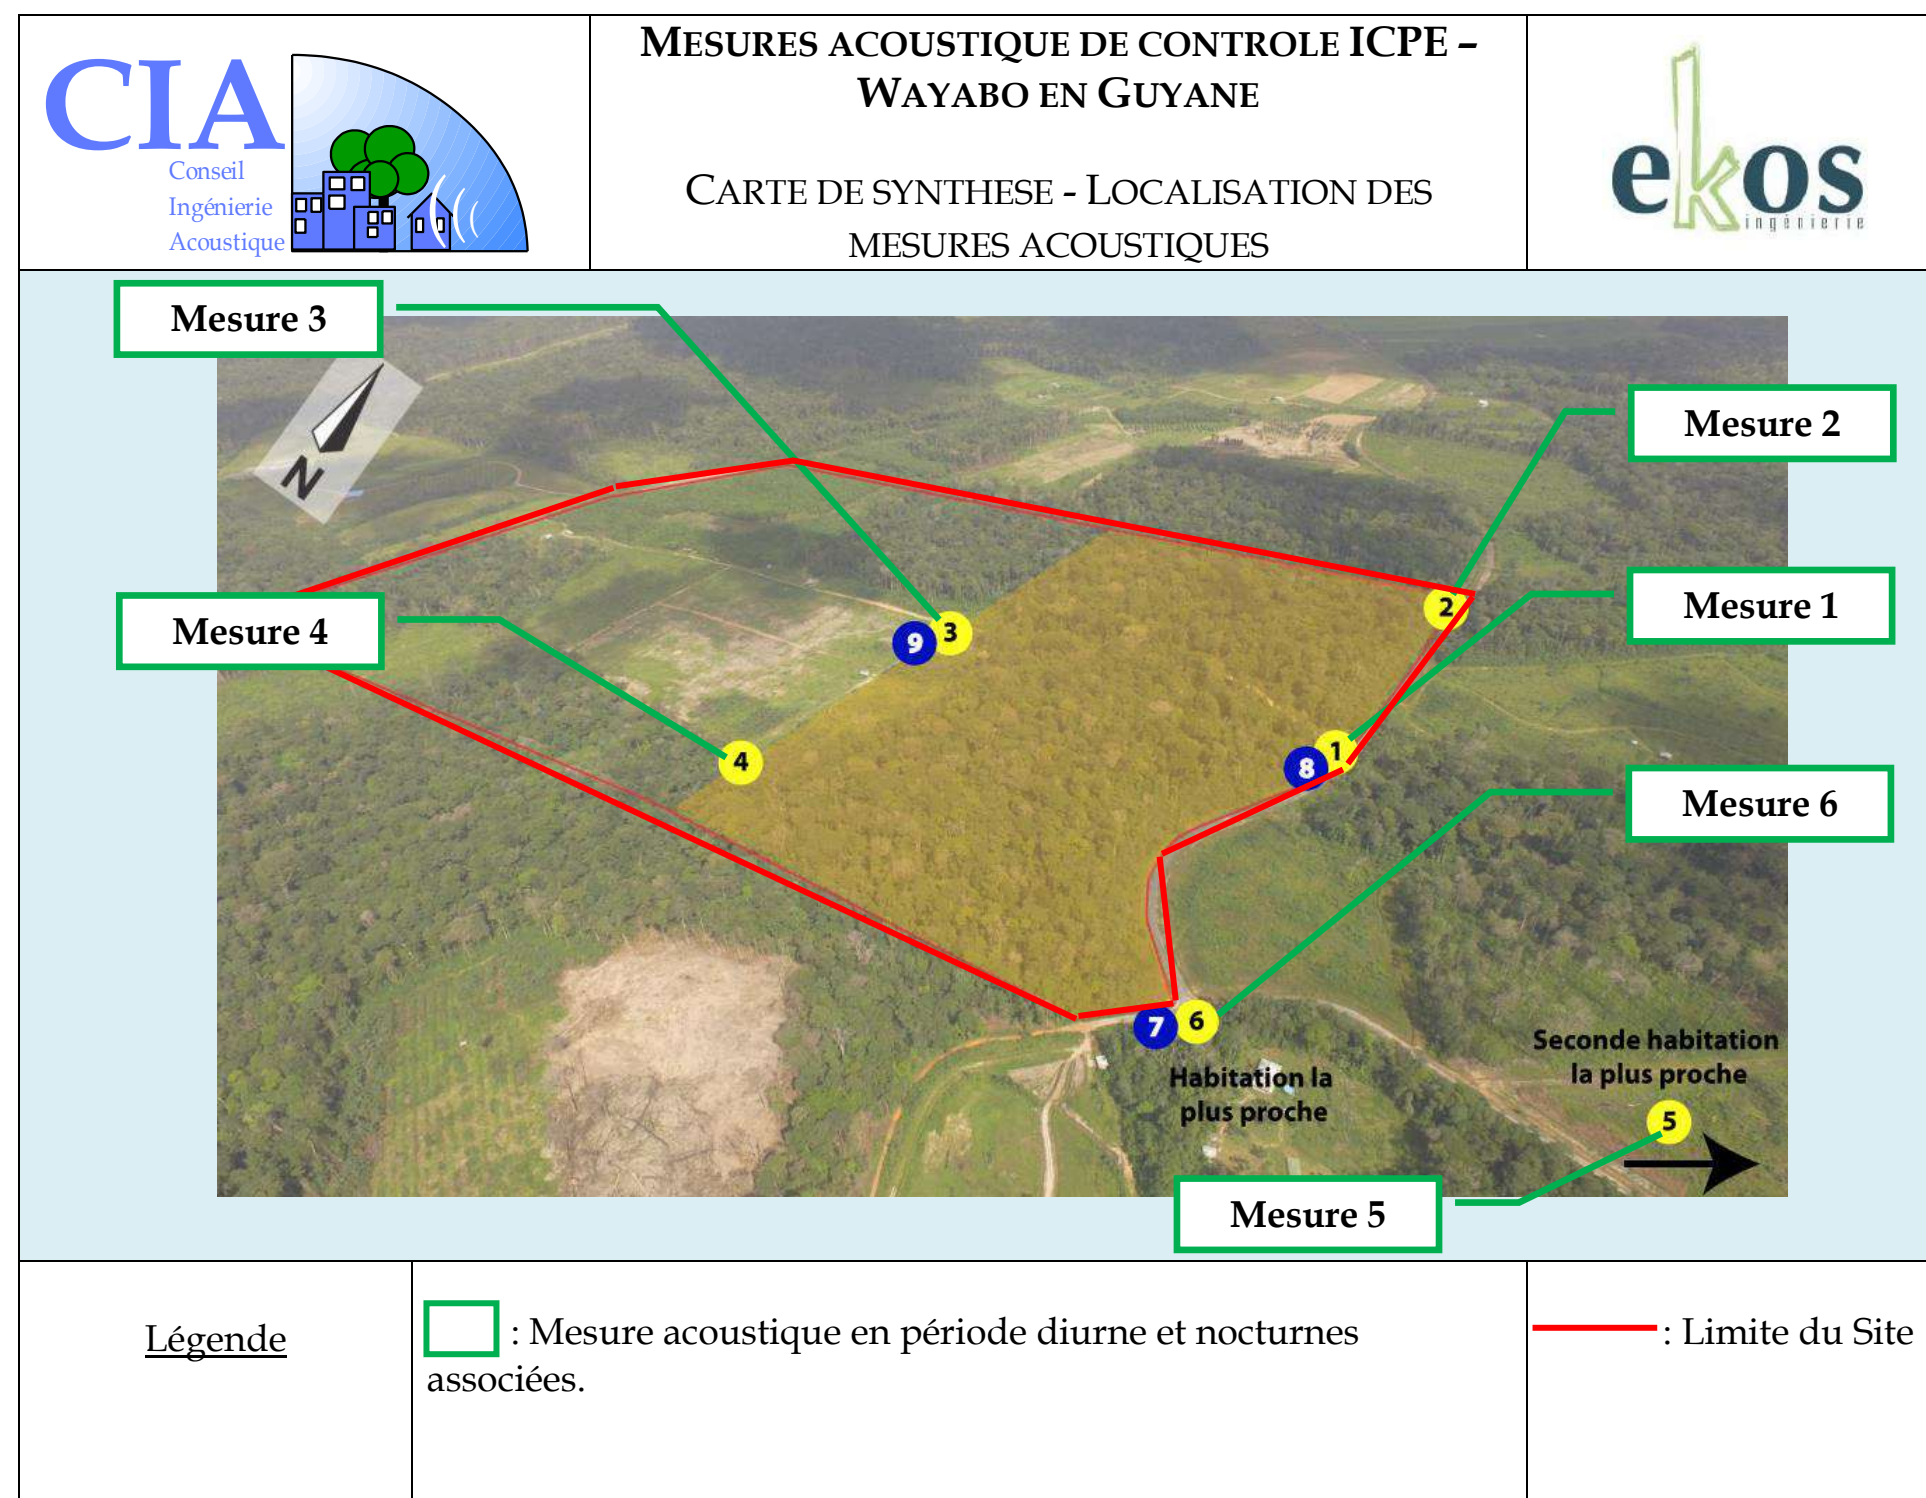 CIA
Conseil
Ingénierie
Acoustique
MESURES ACOUSTIQUE DE CONTROLE ICPE –
WAYABO EN GUYANE
CARTE DE SYNTHESE - LOCALISATION DES
MESURES ACOUSTIQUES
ekos
ingénierie
Mesure 3
Mesure 2
N
Mesure 1
2
Mesure 4
3
9
4
1
8
Mesure 6
6
7
Seconde habitation
la plus proche
Habitation la
plus proche
5
Mesure 5
Légende
: Mesure acoustique en période diurne et nocturnes
associées.
: Limite du Site